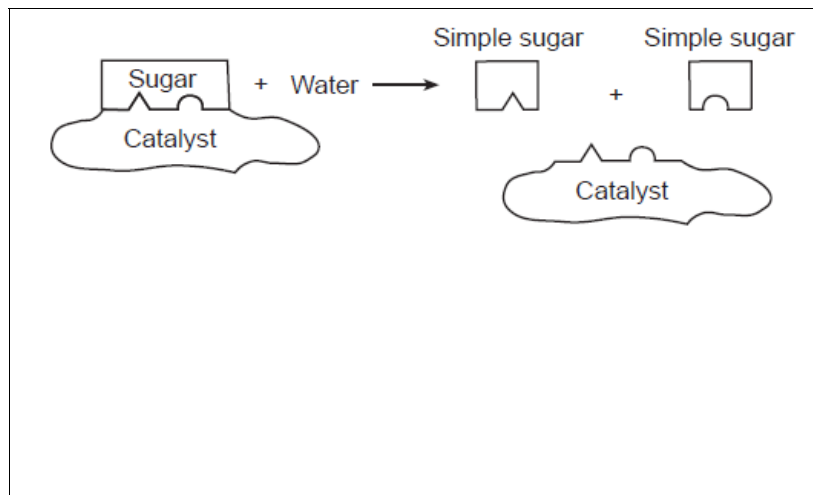 Simple sugar Simple sugar
Sugar + Water
+
Catalyst
Catalyst